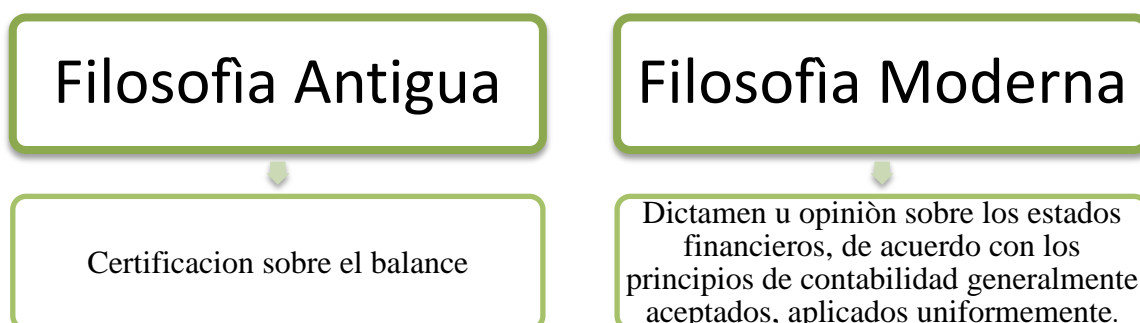 Filosofìa Antigua
Certificacion sobre el balance
Filosofìa Moderna
Dictamen u opiniòn sobre los estados
financieros, de acuerdo con los
principios de contabilidad generalmente
aceptados, aplicados uniformemente.